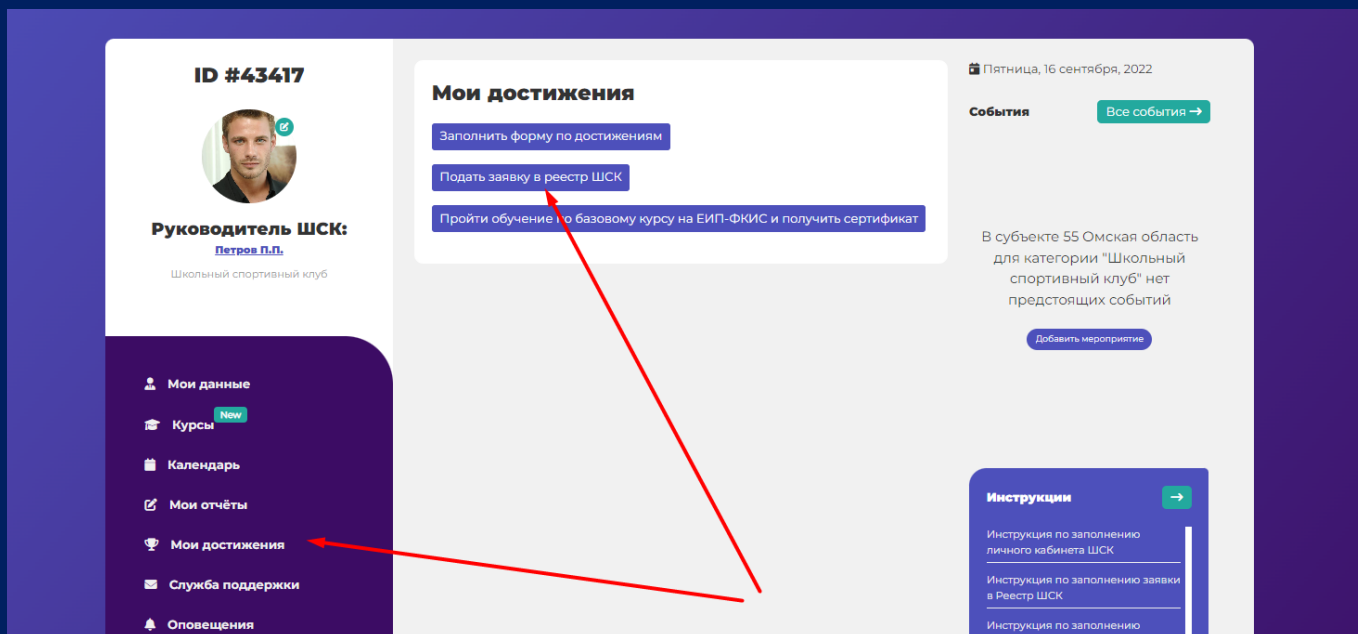 ID #43417
Руководитель ШСК:
Петров П.П.
Школьный спортивный клуб
Мои данные
Курсы
New
Календарь
Мои отчёты
Мои достижения
Служба поддержки
Оповещения
Мои достижения
Заполнить форму по достижениям
Подать заявку в реестр ШСК
Пройти обучение по базовому курсу на ЕИП-ФКИС и получить сертификат
Пятница, 16 сентября, 2022
События
Все события →
В субъекте 55 Омская область
для категории "Школьный
спортивный клуб" нет
предстоящих событий
Добавить мероприятие
Инструкции
→
Инструкция по заполнению
личного кабинета ШСК
Инструкция по заполнению заявки
в Реестр ШСК
Инструкция по заполнению